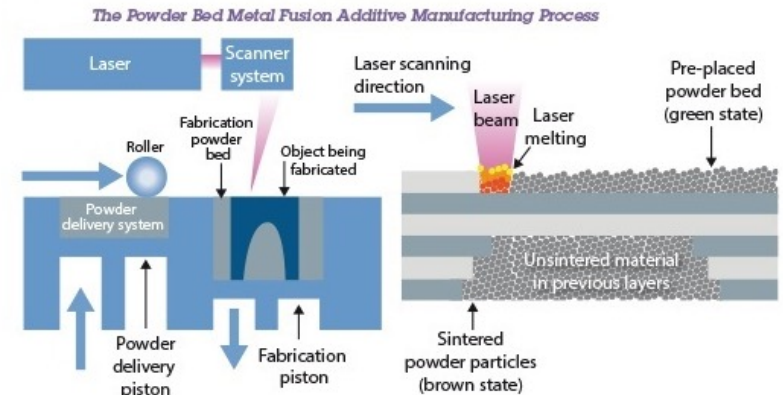 The Powder Bed Metal Fusion Additive Manufacturing Process
Laser
Scanner
system
Fabrication
powder
bed
Object being
fabricated
Roller
Powder
delivery system
Powder
delivery
piston
Fabrication
piston
Laser scanning
direction
Laser
beam
Laser
melting
Pre-placed
powder bed
(green state)
Unsintered material
in previous layers
Sintered
powder particles
(brown state)